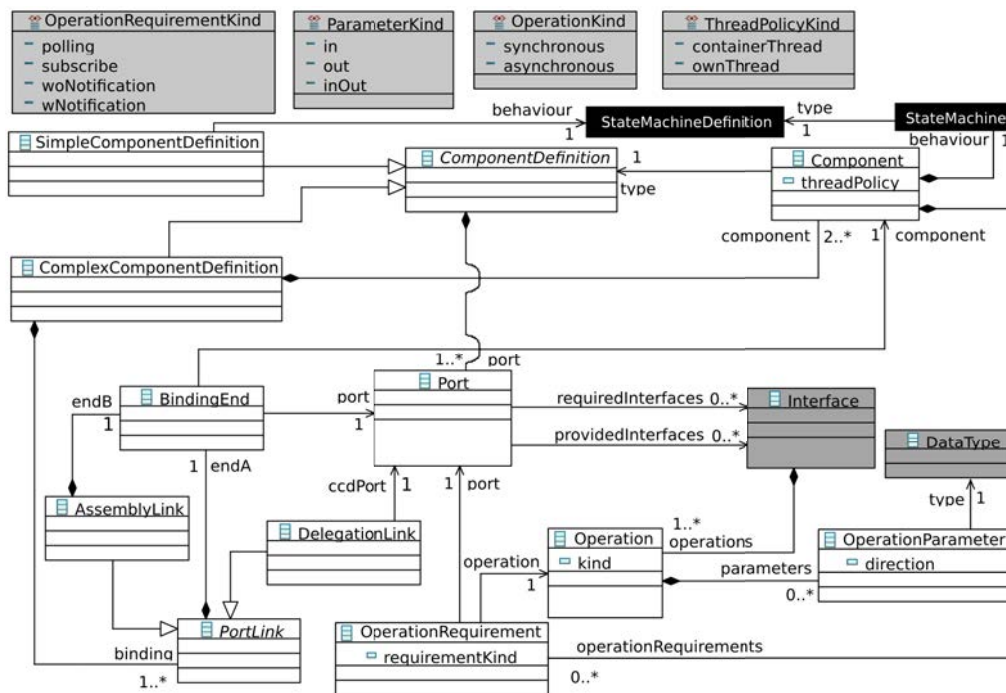 OperationRequirementKind
polling
subscribe
woNotification
wNotification
ParameterKind
in
out
inOut
OperationKind
synchronous
asynchronous
ThreadPolicyKind
containerThread
ownThread
behaviour
1
StateMachineDefinition
type
1
StateMachine
behaviour
1
SimpleComponentDefinition
ComponentDefinition
1
type
Component
threadPolicy
component
2..*
1
component
ComplexComponentDefinition
1..*
port
endB
1
BindingEnd
port
1
Port
requiredInterfaces 0..*
providedInterfaces 0..*
Interface
DataType
1
endA
ccdPort
1
1
port
type
1
AssemblyLink
DelegationLink
operation
1
Operation
kind
1..*
operations
parameters
0..*
OperationParameter
direction
PortLink
binding
1..*
OperationRequirement
requirementKind
operationRequirements
0..*